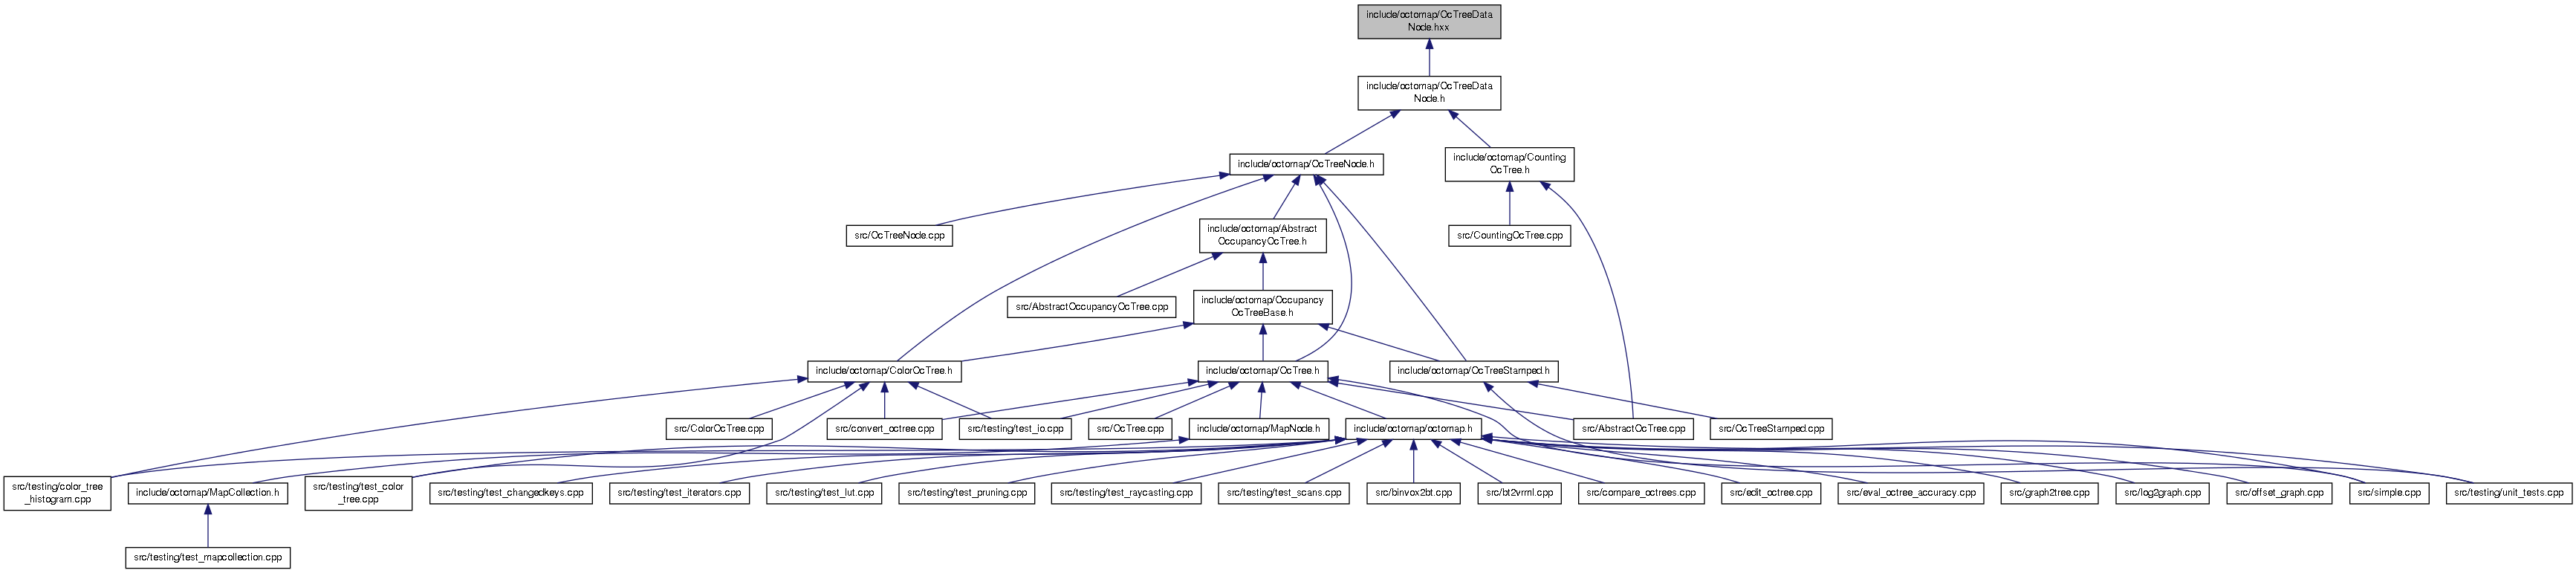 include/octomap/OcTreeData
Node.hxx
include/octomap/OcTreeData
Node.h
include/octomap/OcTreeNode.h
include/octomap/Counting
OcTree.h
src/OcTreeNode.cpp
include/octomap/Abstract
OccupancyOcTree.h
src/CountingOcTree.cpp
src/AbstractOccupancyOcTree.cpp
include/octomap/Occupancy
OcTreeBase.h
include/octomap/ColorOcTree.h
include/octomap/OcTree.h
include/octomap/OcTreeStamped.h
src/ColorOcTree.cpp
src/convert_octree.cpp
src/testing/test_io.cpp
src/OcTree.cpp
include/octomap/MapNode.h
include/octomap/octomap.h
src/AbstractOcTree.cpp
src/OcTreeStamped.cpp
src/testing/color_tree
_histogram.cpp
include/octomap/MapCollection.h
src/testing/test_color
_tree.cpp
src/testing/test_changedkeys.cpp
src/testing/test_iterators.cpp
src/testing/test_lut.cpp
src/testing/test_pruning.cpp
src/testing/test_raycasting.cpp
src/testing/test_scans.cpp
src/binvox2bt.cpp
src/bt2vrml.cpp
src/compare_octrees.cpp
src/edit_octree.cpp
src/eval_octree_accuracy.cpp
src/graph2tree.cpp
src/log2graph.cpp
src/offset_graph.cpp
src/simple.cpp
src/testing/unit_tests.cpp
src/testing/test_mapcollection.cpp